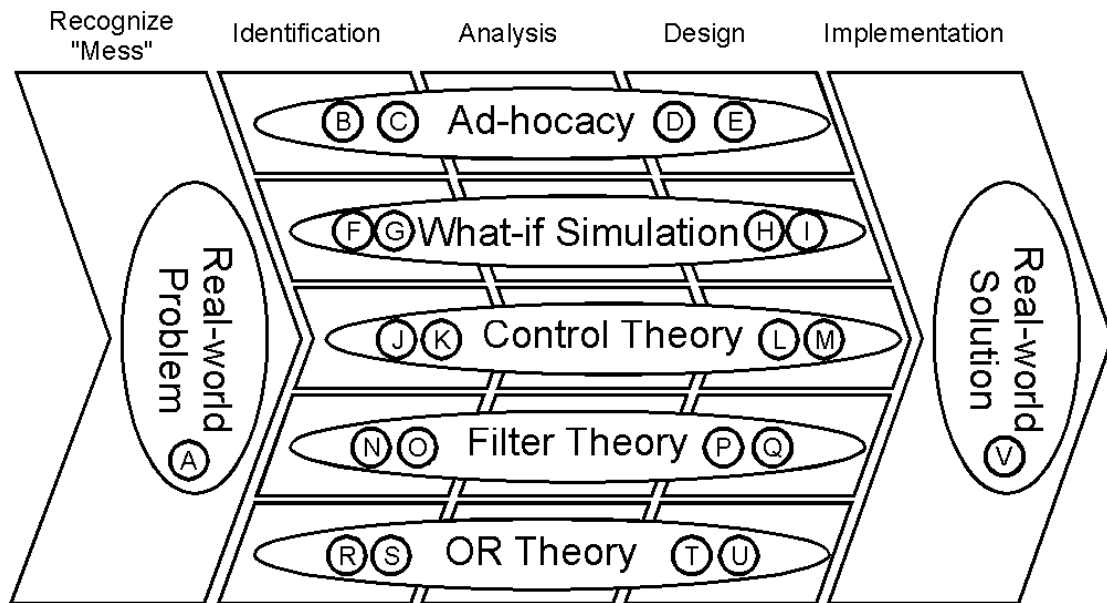 Recognize
"Mess"
Identification
Analysis
Design
Implementation
B C Ad-hocacy D E
F G What-if Simulation H I
Real-world
Problem
A
J K Control Theory L M
Real-world
Solution
V
N O Filter Theory P Q
R S OR Theory T U